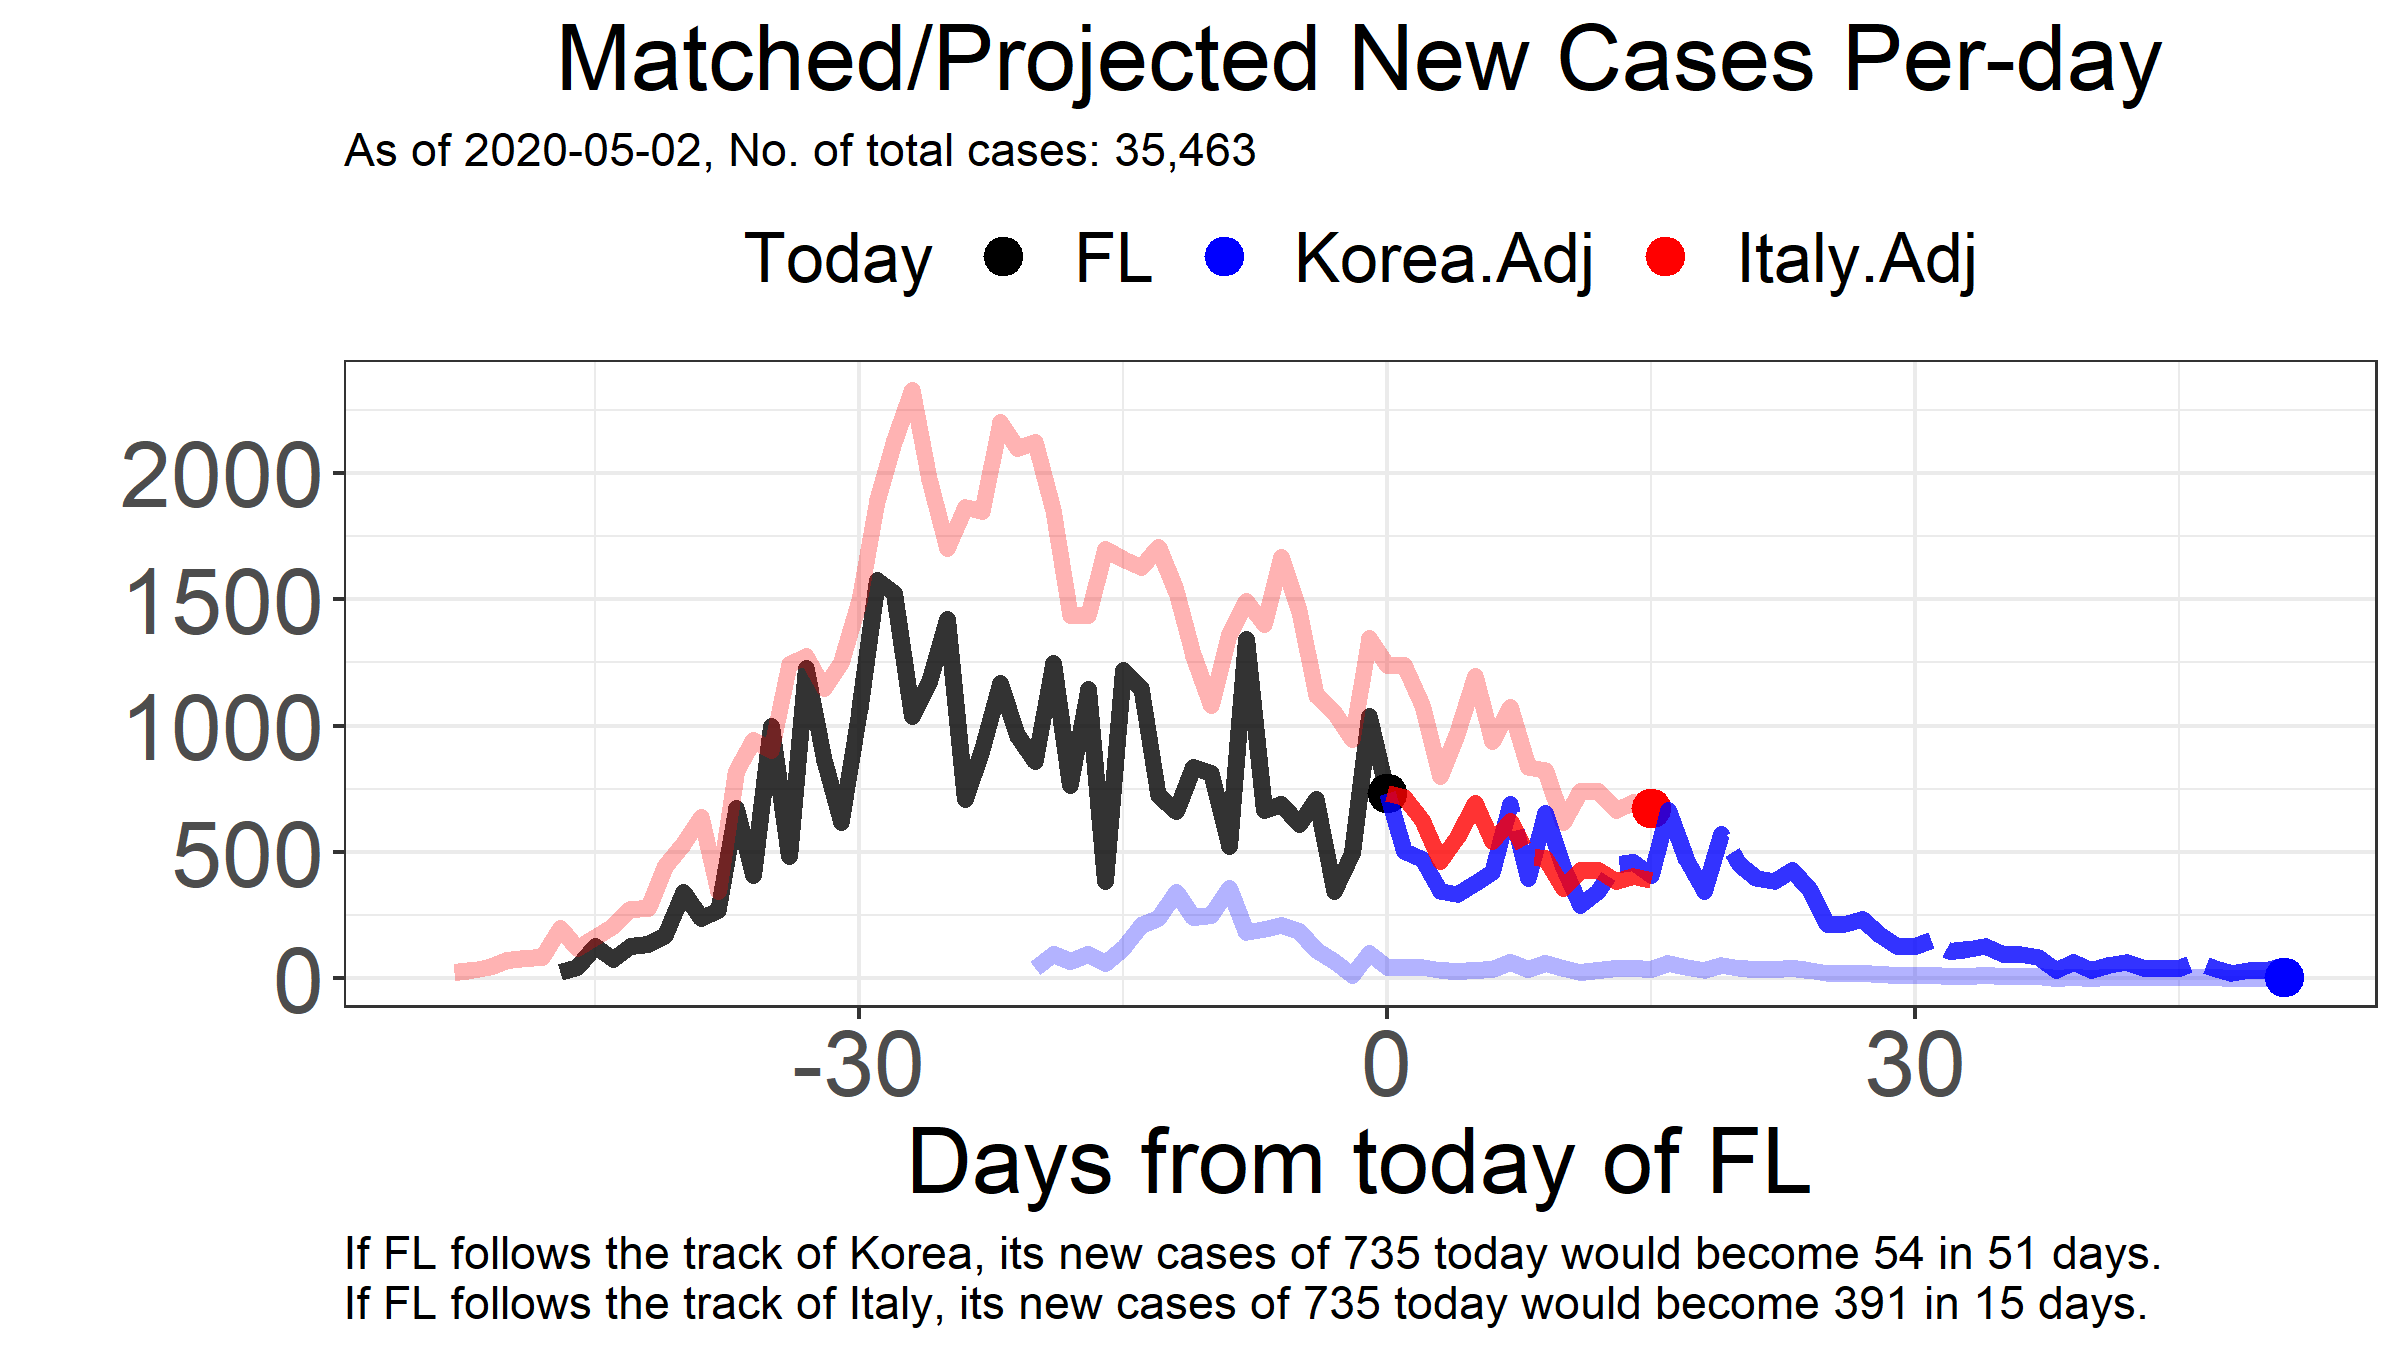 Matched/Projected New Cases Per-day
As of 2020-05-02, No. of total cases: 35,463
Today FL Korea.Adj Italy.Adj
2000
1500
1000
500
0
-30 0 30
Days from today of FL
If FL follows the track of Korea, its new cases of 735 today would become 54 in 51 days.
If FL follows the track of Italy, its new cases of 735 today would become 391 in 15 days.